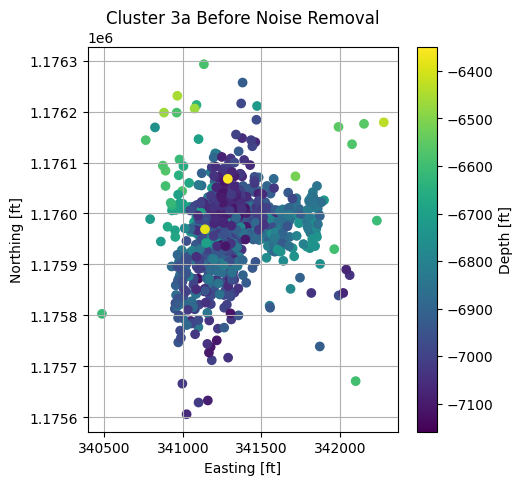 Cluster 3a Before Noise Removal
1e6
1.1763
1.1762
1.1761
1.1760
1.1759
1.1758
1.1757
1.1756
Northing [ft]
340500 341000 341500 342000
Easting [ft]
−6400
−6500
−6600
−6700
−6800
−6900
−7000
−7100
Depth [ft]